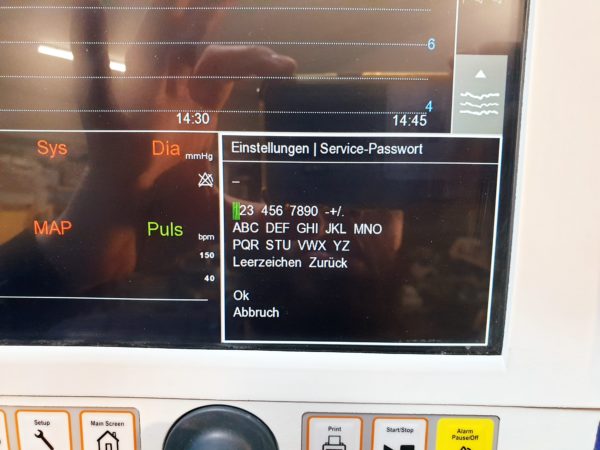 6
4
14:30 14:45
Sys Dia mmHg
MAP Puls bpm
150
40
Einstellungen | Service-Passwort
_
123 456 7890 -+/.
ABC DEF GHI JKL MNO
PQR STU VWX YZ
Leerzeichen Zurück
Ok
Abbruch
Setup
Main Screen
Print
Start/Stop
Alarm
Pause/Off